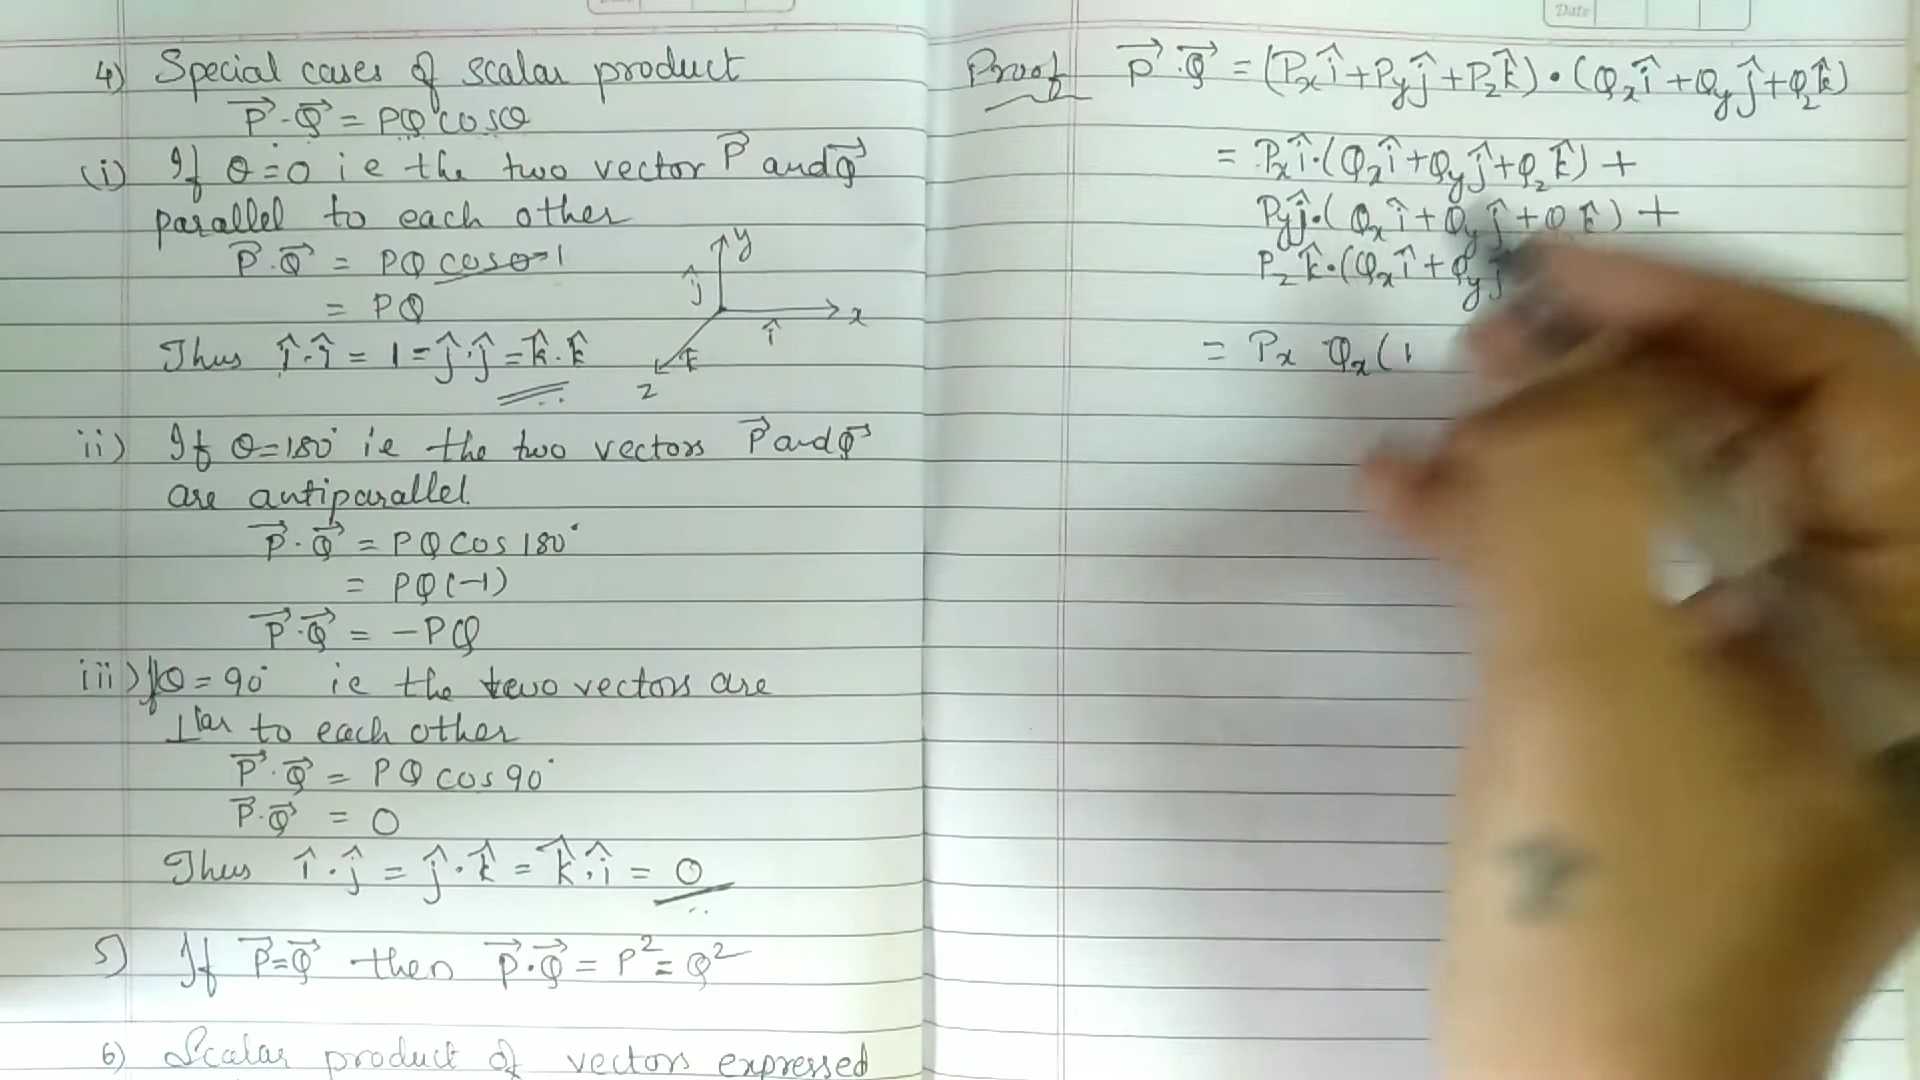 4) Special cases of scalar product
P⃗ · Q⃗ = PQ cosθ
(i) If θ = 0 i e the two vector P⃗ and Q⃗
parallel to each other
P⃗ · Q⃗ = PQ cos θ = 1
= PQ
Thus î · î = 1 = ĵ · ĵ = k̂ · k̂
y
ĵ
x
î
k̂
z
ii) If θ = 180° i.e the two vectors P⃗ and Q⃗
are antiparallel.
P⃗ · Q⃗ = PQ cos 180°
= PQ (-1)
P⃗ · Q⃗ = -PQ
iii) If θ = 90° ie the two vectors are
⊥lar to each other
P⃗ · Q⃗ = PQ cos 90°
P⃗ · Q⃗ = 0
Thus î · ĵ = ĵ · k̂ = k̂ · î = 0
5) If P⃗ = Q⃗ then P⃗ · Q⃗ = P² = Q²
6) Scalar product of vectors expressed
Date
Proof P⃗ · Q⃗ = (Pxî + Pyĵ + Pzk̂) · (Qxî + Qyĵ + Qzk̂)
= Pxî · (Qxî + Qyĵ + Qzk̂) +
Pyĵ · (Qxî + Qyĵ + Q k̂) +
Pzk̂ · (Qxî + Qyĵ
= Px Qx (1